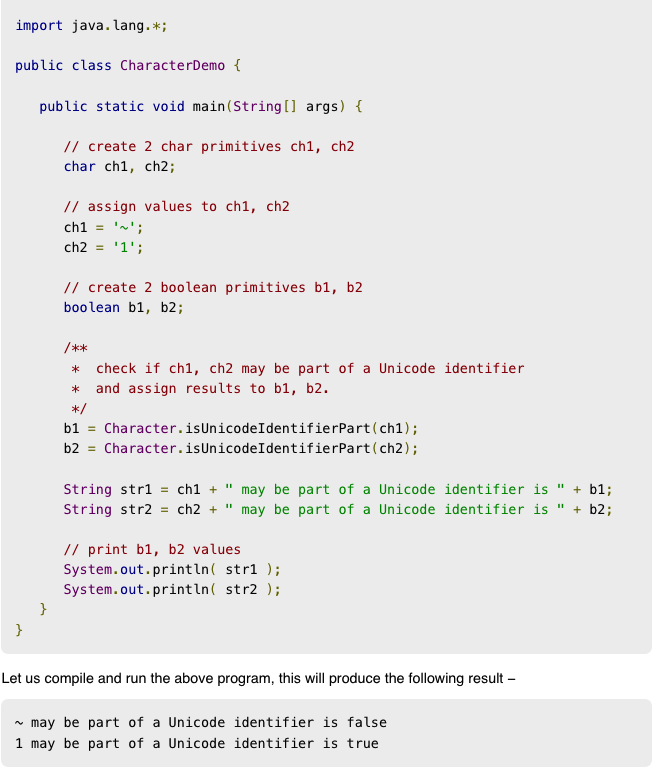 import java.lang.*;
public class CharacterDemo {
public static void main(String[] args) {
// create 2 char primitives ch1, ch2
char ch1, ch2;
// assign values to ch1, ch2
ch1 = '~';
ch2 = '1';
// create 2 boolean primitives b1, b2
boolean b1, b2;
/**
* check if ch1, ch2 may be part of a Unicode identifier
* and assign results to b1, b2.
*/
b1 = Character.isUnicodeIdentifierPart(ch1);
b2 = Character.isUnicodeIdentifierPart(ch2);
String str1 = ch1 + " may be part of a Unicode identifier is " + b1;
String str2 = ch2 + " may be part of a Unicode identifier is " + b2;
// print b1, b2 values
System.out.println( str1 );
System.out.println( str2 );
}
}
Let us compile and run the above program, this will produce the following result –
~ may be part of a Unicode identifier is false
1 may be part of a Unicode identifier is true